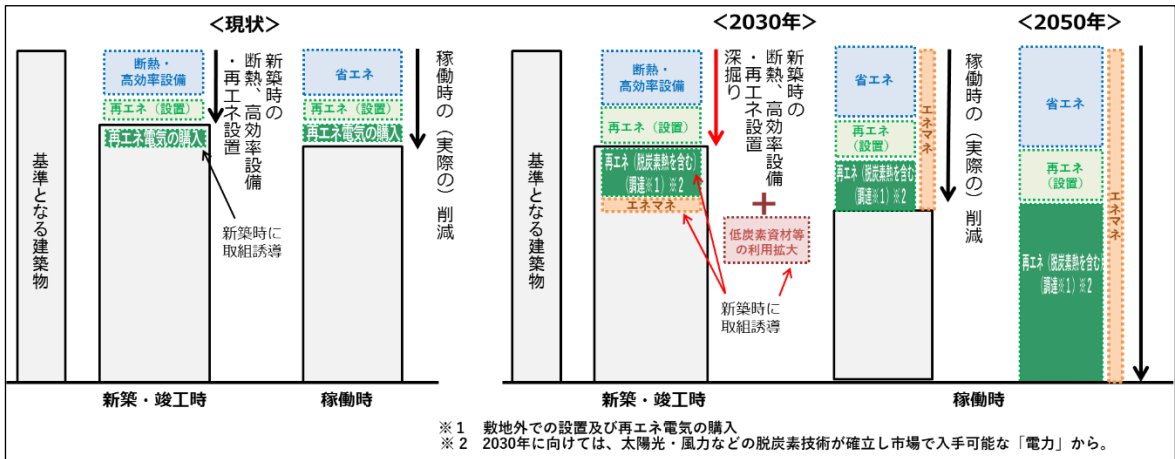 <現状>
基準となる建築物
断熱・
高効率設備
再エネ（設置）
再エネ電気の購入
新築時の
断熱、高効率設備
・再エネ設置
新築時に
取組誘導
新築・竣工時
省エネ
再エネ（設置）
再エネ電気の購入
稼働時の（実際の）削減
稼働時
<2030年>
基準となる建築物
断熱・
高効率設備
再エネ（設置）
再エネ（脱炭素熱を含む）
（調達※1）※2
エネマネ
新築時の
断熱、高効率設備
・再エネ設置
深掘り
+
低炭素資材等
の利用拡大
新築時に
取組誘導
新築・竣工時
省エネ
再エネ
（設置）
再エネ（脱炭素熱を含む）
（調達※1）※2
エネマネ
稼働時の（実際の）削減
<2050年>
省エネ
再エネ
（設置）
再エネ（脱炭素熱を含む）
（調達※1）※2
エネマネ
稼働時
※１　敷地外での設置及び再エネ電気の購入
※２　2030年に向けては、太陽光・風力などの脱炭素技術が確立し市場で入手可能な「電力」から。